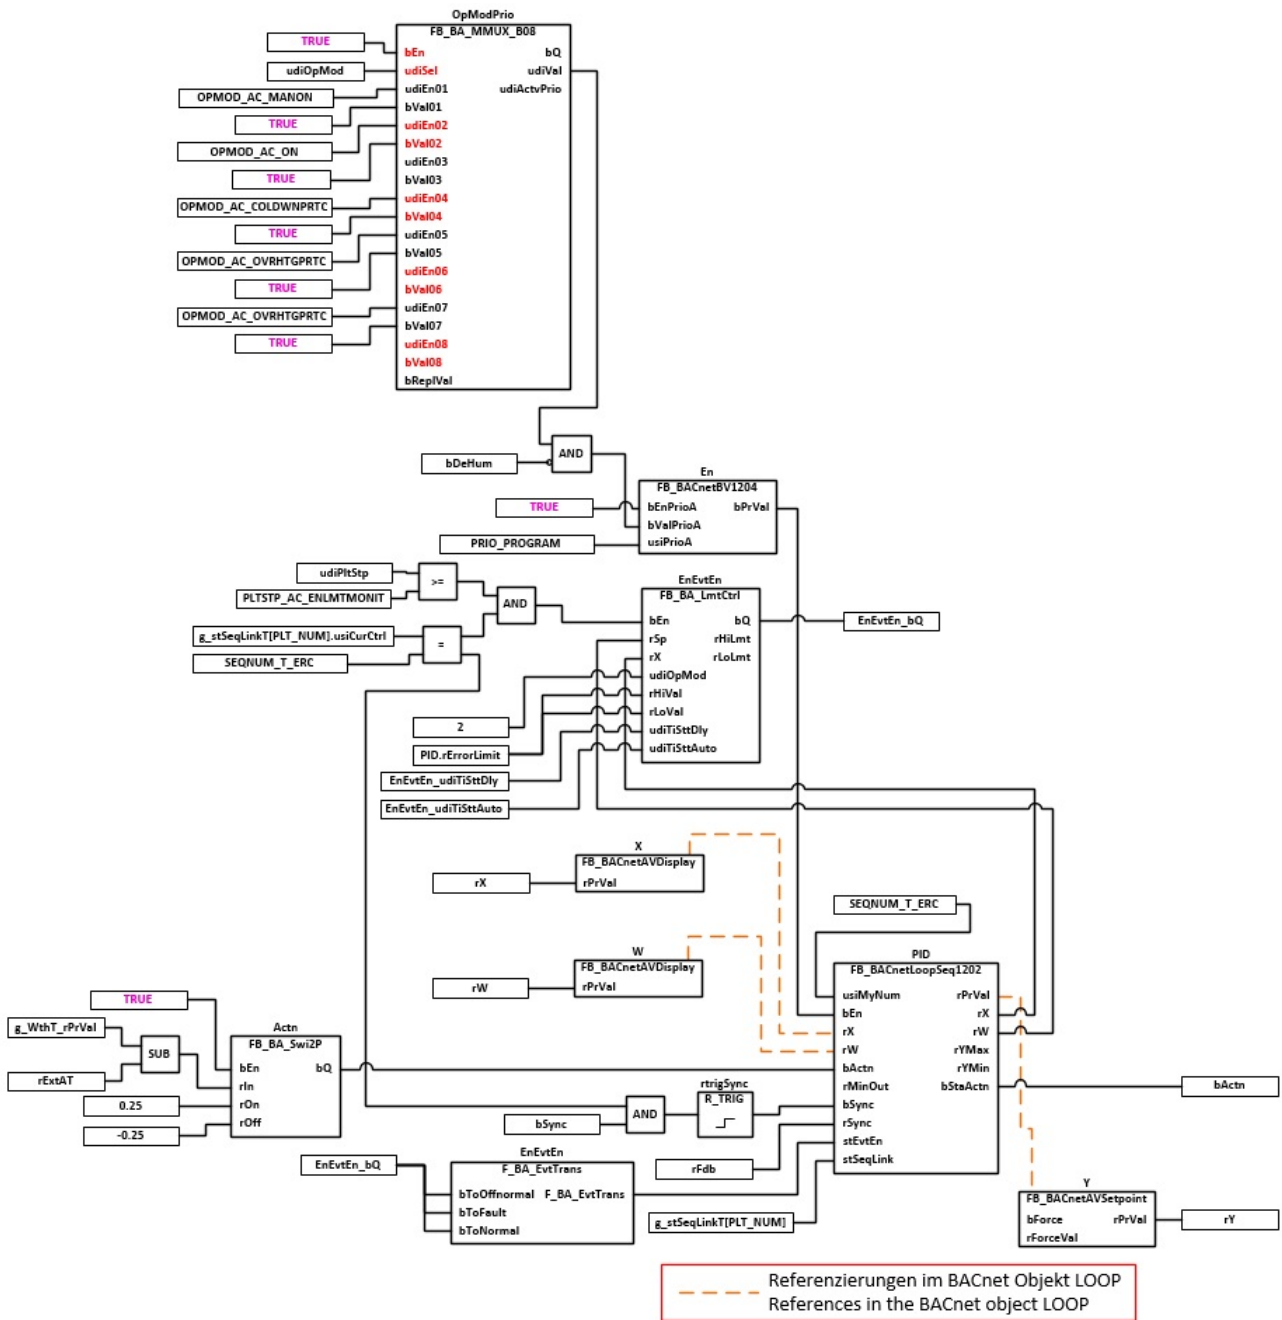 OpModPrio
FB_BA_MMUX_B08
TRUE
bEn
bQ
udiOpMod
udiSel
udiVal
OPMOD_AC_MANON
udiEn01
udiActvPrio
bVal01
TRUE
udiEn02
OPMOD_AC_ON
bVal02
udiEn03
TRUE
bVal03
udiEn04
OPMOD_AC_COLDWNPRTC
bVal04
TRUE
udiEn05
bVal05
OPMOD_AC_OVRHTGPRTC
udiEn06
TRUE
bVal06
udiEn07
OPMOD_AC_OVRHTGPRTC
bVal07
TRUE
udiEn08
bVal08
bReplVal
bDeHum
AND
En
FB_BACnetBV1204
TRUE
bEnPrioA
bPrVal
bValPrioA
PRIO_PROGRAM
usiPrioA
udiPltStp
>=
PLTSTP_AC_ENLMTMONIT
AND
EnEvtEn
FB_BA_LmtCtrl
bEn
bQ
EnEvtEn_bQ
g_stSeqLinkT[PLT_NUM].usiCurCtrl
=
rSp
rHiLmt
SEQNUM_T_ERC
rX
rLoLmt
udiOpMod
rHiVal
rLoVal
2
udiTiSttDly
udiTiSttAuto
PID.rErrorLimit
EnEvtEn_udiTiSttDly
EnEvtEn_udiTiSttAuto
X
FB_BACnetAVDisplay
rX
rPrVal
SEQNUM_T_ERC
W
FB_BACnetAVDisplay
rW
rPrVal
PID
FB_BACnetLoopSeq1202
usiMyNum
rPrVal
bEn
rX
rX
rW
rW
rYMax
bActn
rYMin
rMinOut
bStaActn
bSync
rSync
stEvtEn
stSeqLink
bActn
TRUE
g_WthT_rPrVal
SUB
rExtAT
0.25
-0.25
Actn
FB_BA_Swi2P
bEn
bQ
rIn
rOn
rOff
bSync
AND
rtrigSync
R_TRIG
EnEvtEn_bQ
EnEvtEn
F_BA_EvtTrans
bToOffnormal
F_BA_EvtTrans
bToFault
bToNormal
rFdb
g_stSeqLinkT[PLT_NUM]
Y
FB_BACnetAVSetpoint
bForce
rPrVal
rY
rForceVal
Referenzierungen im BACnet Objekt LOOP
References in the BACnet object LOOP